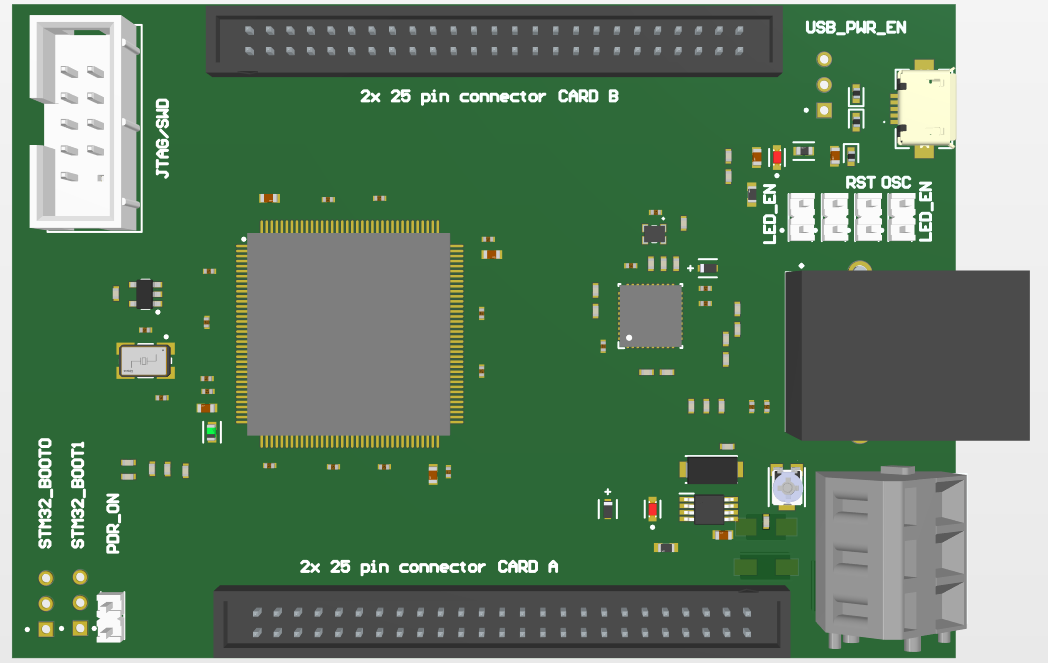 USB_PWR_EN
2x 25 pin connector CARD B
JTAG/SWD
RST OSC
LED_EN
LED_EN
STM32_BOOT0
STM32_BOOT1
PDR_ON
2x 25 pin connector CARD A